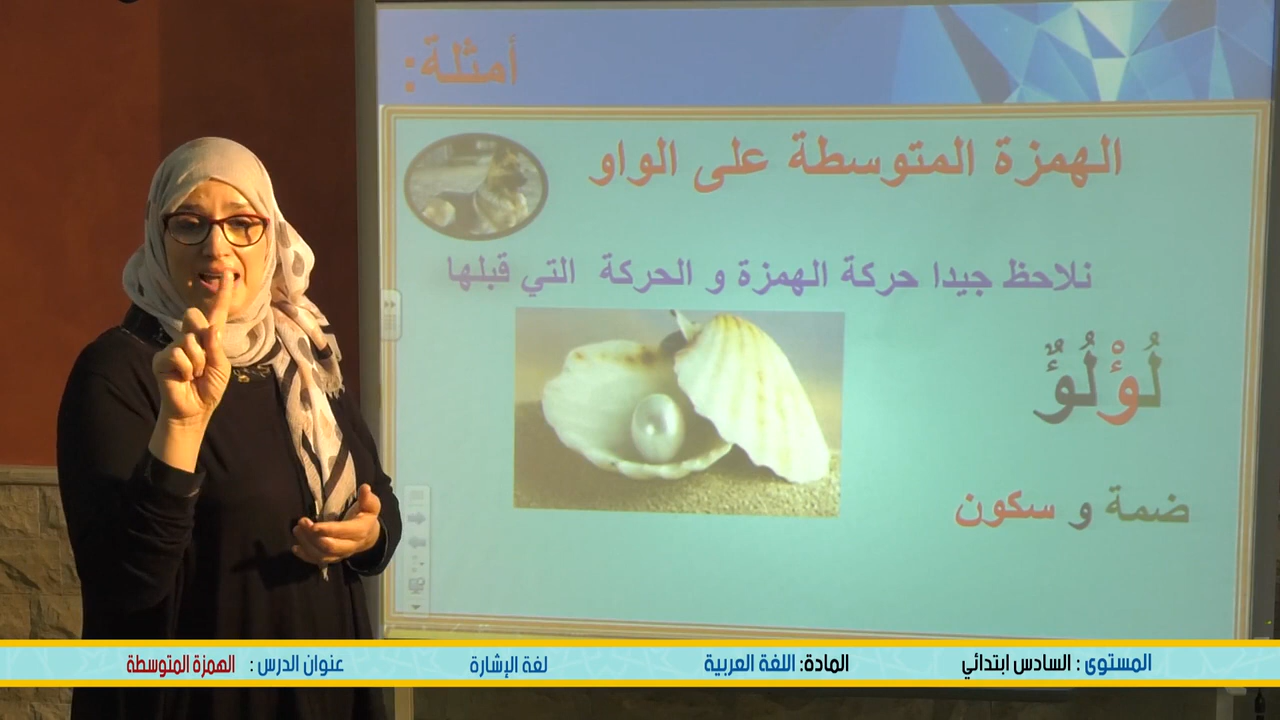 أمثلة:
الهمزة المتوسطة على الواو
نلاحظ جيدا حركة الهمزة و الحركة التي قبلها
لُؤْلُؤٌ
ضمة و سكون
المستوى : السادس ابتدائي المادة: اللغة العربية لغة الإشارة عنوان الدرس : الهمزة المتوسطة